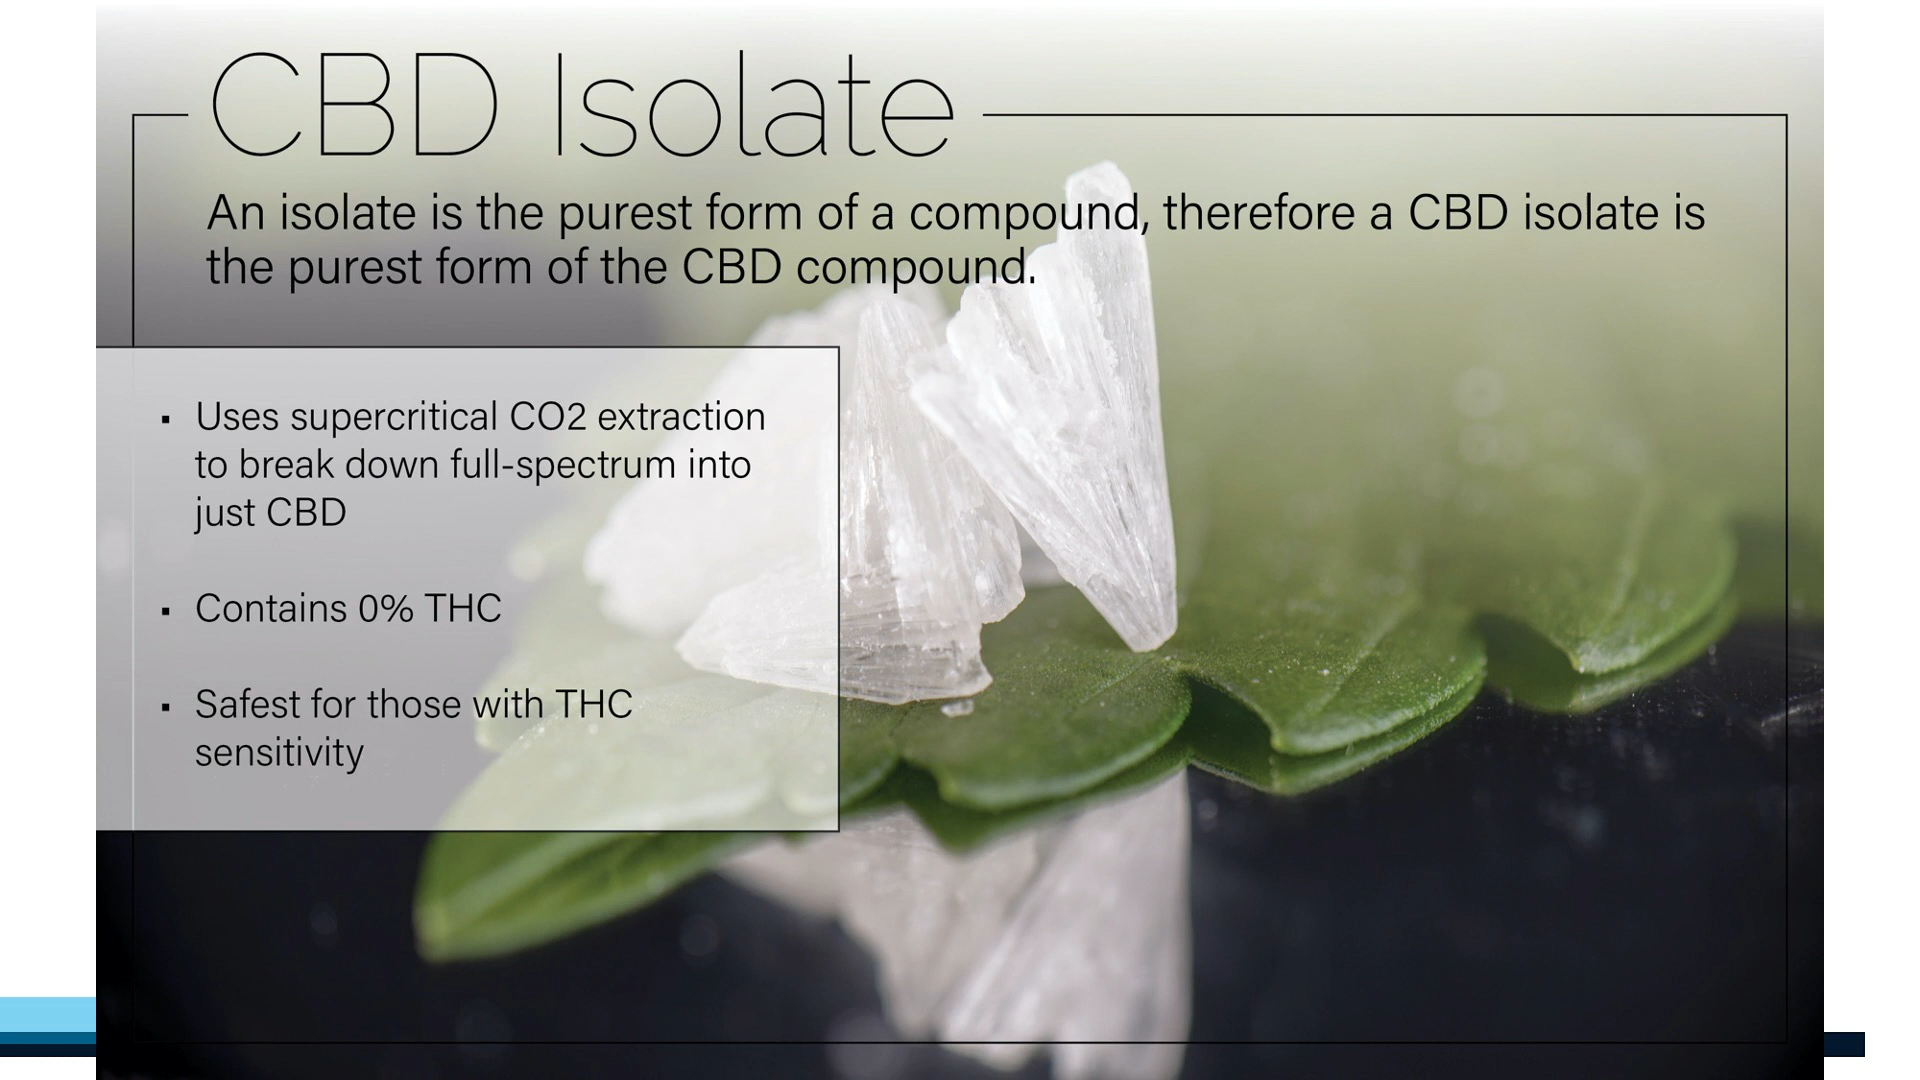 CBD Isolate
An isolate is the purest form of a compound, therefore a CBD isolate is
the purest form of the CBD compound.
▪ Uses supercritical CO2 extraction
to break down full-spectrum into
just CBD
▪ Contains 0% THC
▪ Safest for those with THC
sensitivity